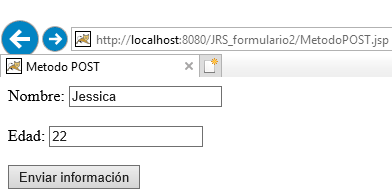 http://localhost:8080/JRS_formulario2/MetodoPOST.jsp
Metodo POST
Nombre: Jessica
Edad: 22
Enviar información